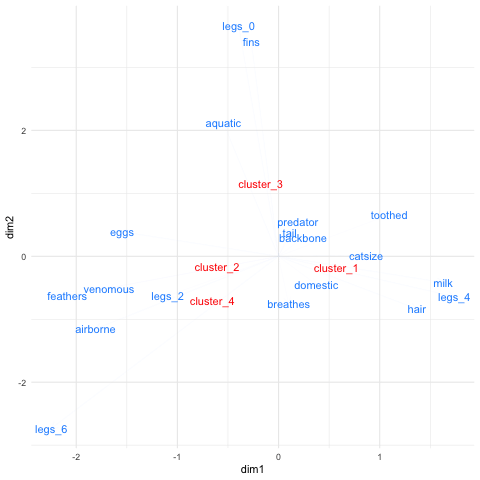 legs_0
fins
aquatic
2
cluster_3
toothed
predator
tail
eggs
backbone
dim2
catsize
0
cluster_2
cluster_1
milk
domestic
venomous
feathers
legs_2
legs_4
cluster_4
breathes
hair
airborne
-2
legs_6
-2
-1
0
1
dim1